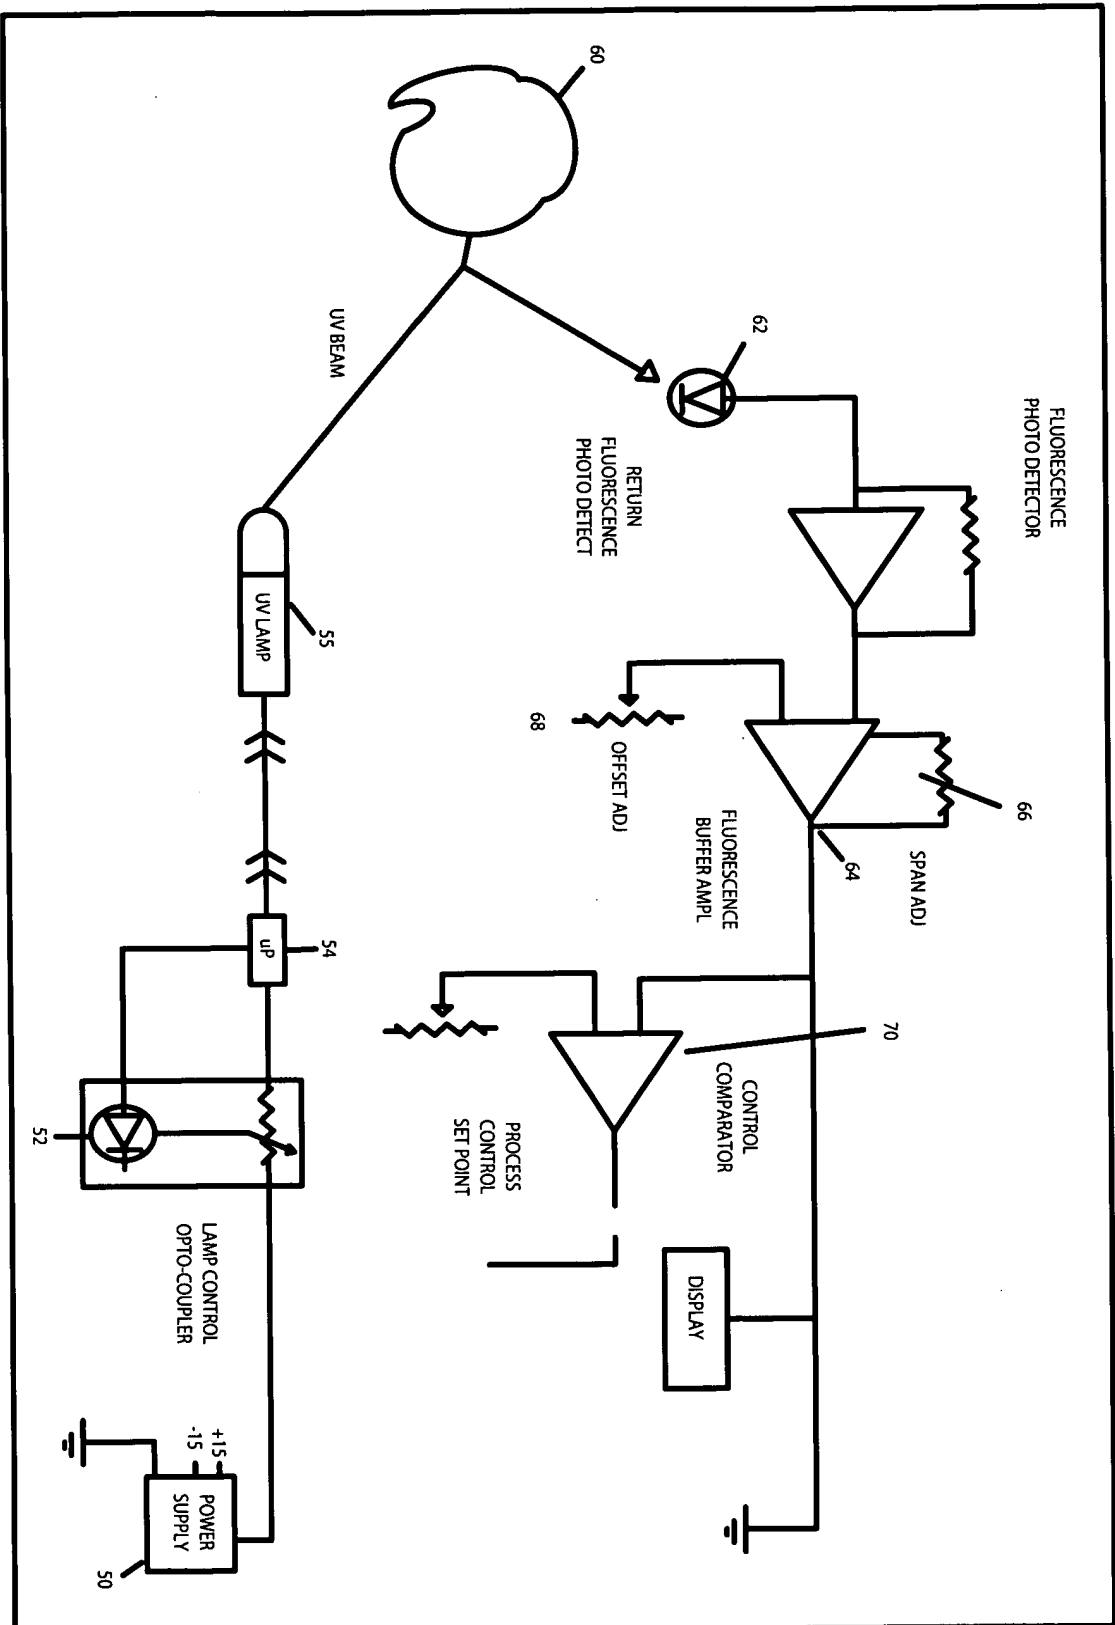 60
FLUORESCENCE
PHOTO DETECTOR
62
RETURN
FLUORESCENCE
PHOTO DETECT
UV BEAM
66
SPAN ADJ
64
FLUORESCENCE
BUFFER AMPL
OFFSET ADJ
68
55
UV LAMP
70
CONTROL
COMPARATOR
PROCESS
CONTROL
SET POINT
DISPLAY
54
uP
52
LAMP CONTROL
OPTO-COUPLER
+15
-15
POWER
SUPPLY
50